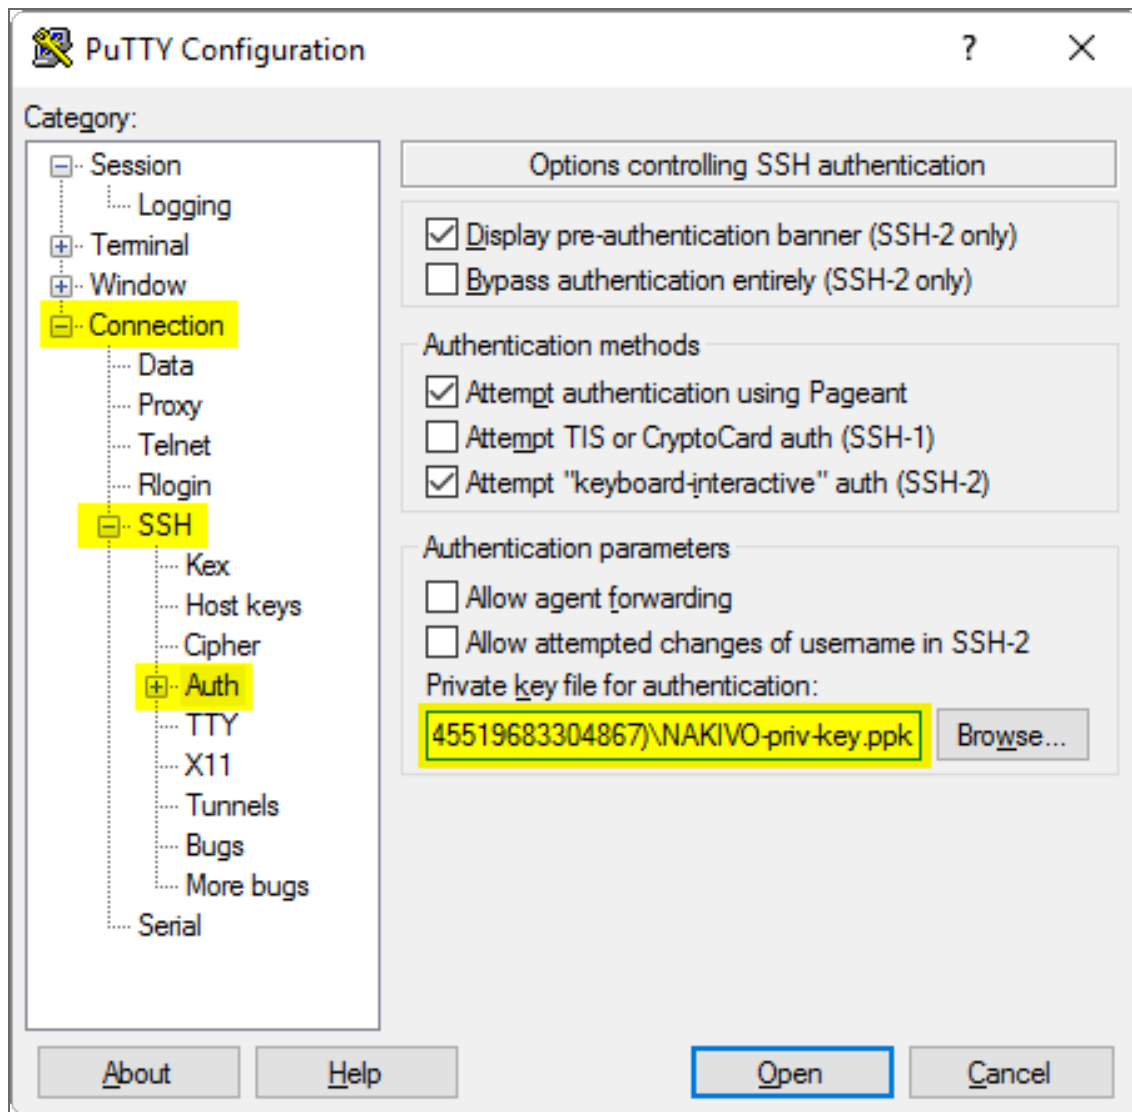 PuTTY Configuration
?
Category:
Session
Logging
Terminal
Window
Connection
Data
Proxy
Telnet
Rlogin
SSH
Kex
Host keys
Cipher
Auth
TTY
X11
Tunnels
Bugs
More bugs
Serial
Options controlling SSH authentication
Display pre-authentication banner (SSH-2 only)
Bypass authentication entirely (SSH-2 only)
Authentication methods
Attempt authentication using Pageant
Attempt TIS or CryptoCard auth (SSH-1)
Attempt "keyboard-interactive" auth (SSH-2)
Authentication parameters
Allow agent forwarding
Allow attempted changes of username in SSH-2
Private key file for authentication:
45519683304867)\NAKIVO-priv-key.ppk
Browse...
About
Help
Open
Cancel